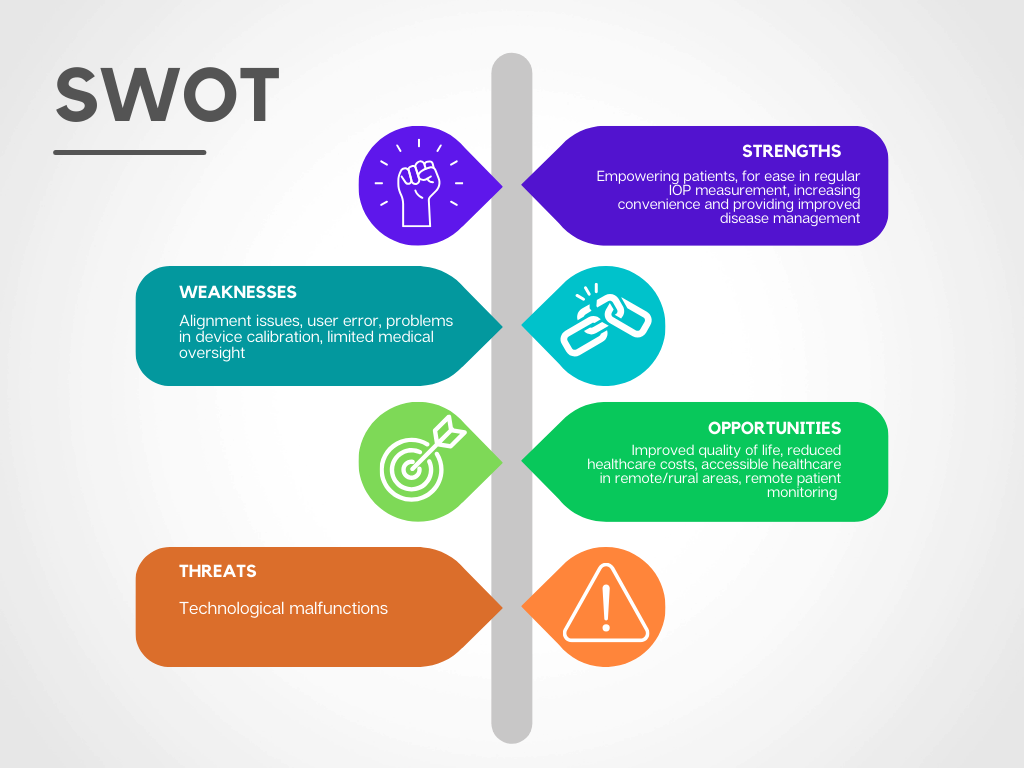 SWOT
STRENGTHS
Empowering patients, for ease in regular
IOP measurement, increasing
convenience and providing improved
disease management
WEAKNESSES
Alignment issues, user error, problems
in device calibration, limited medical
oversight
OPPORTUNITIES
Improved quality of life, reduced
healthcare costs, accessible healthcare
in remote/rural areas, remote patient
monitoring
THREATS
Technological malfunctions